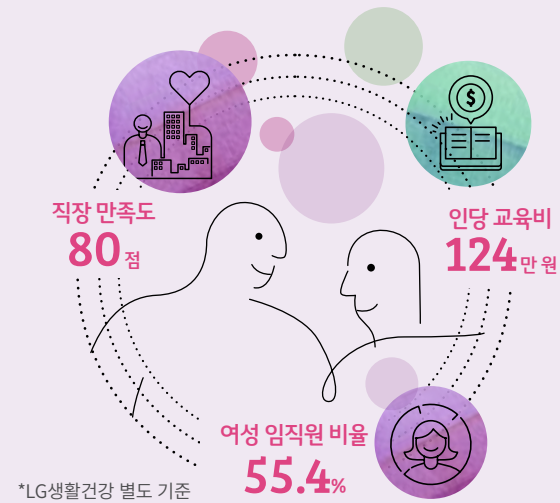 직장 만족도
80점
인당 교육비
124만 원
$
여성 임직원 비율
55.4%
*LG생활건강 별도 기준